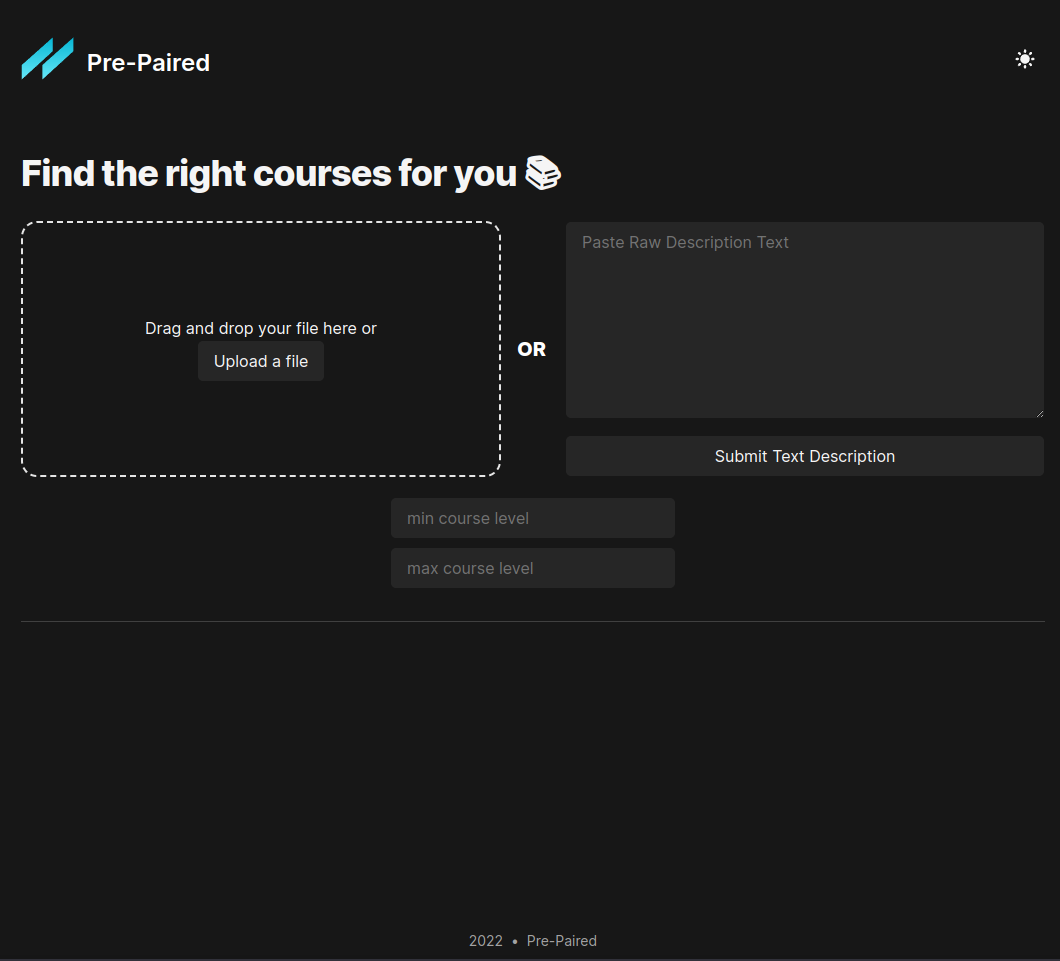 Pre-Paired
Find the right courses for you 📚
Drag and drop your file here or
Upload a file
OR
Paste Raw Description Text
Submit Text Description
min course level
max course level
2022 • Pre-Paired